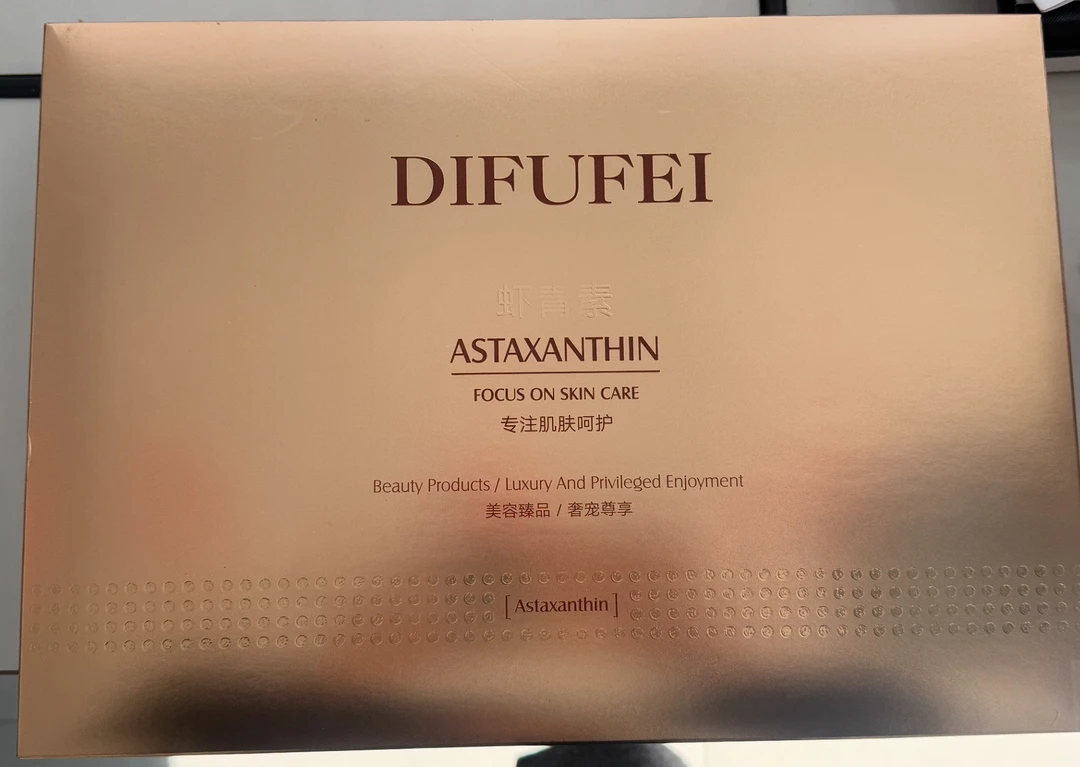 DIFUFEI
虾青素
ASTAXANTHIN
FOCUS ON SKIN CARE
专注肌肤呵护
Beauty Products / Luxury And Privileged Enjoyment
美容臻品 / 奢宠尊享
[ Astaxanthin ]